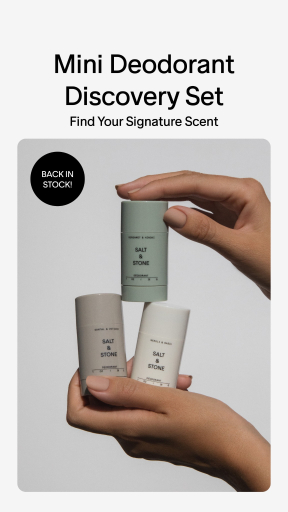 Mini Deodorant
Discovery Set
Find Your Signature Scent
BACK IN
STOCK!
SALT
&
STONE
SALT
&
STONE
SALT
&
STONE